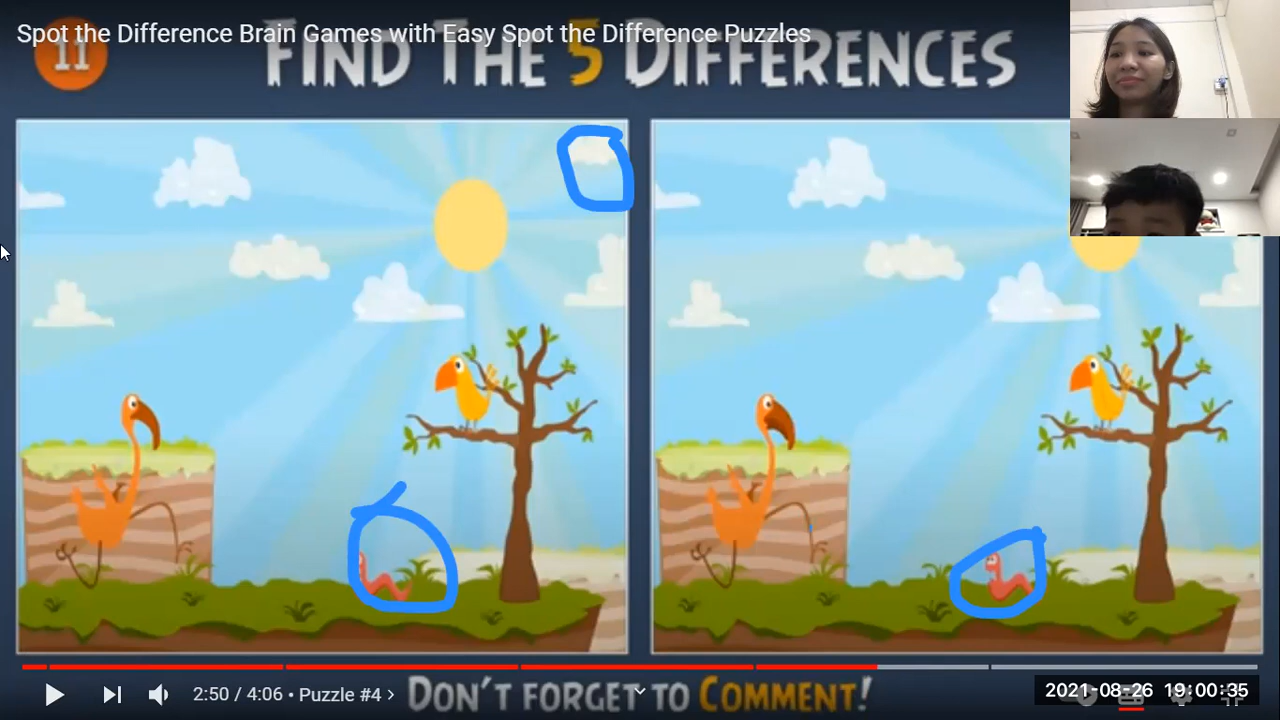 Spot the Difference Brain Games with Easy Spot the Difference Puzzles
11
FIND THE 5 DIFFERENCES
2:50 / 4:06 • Puzzle #4 >
DON'T FORGET TO COMMENT!
2021-08-26 19:00:35